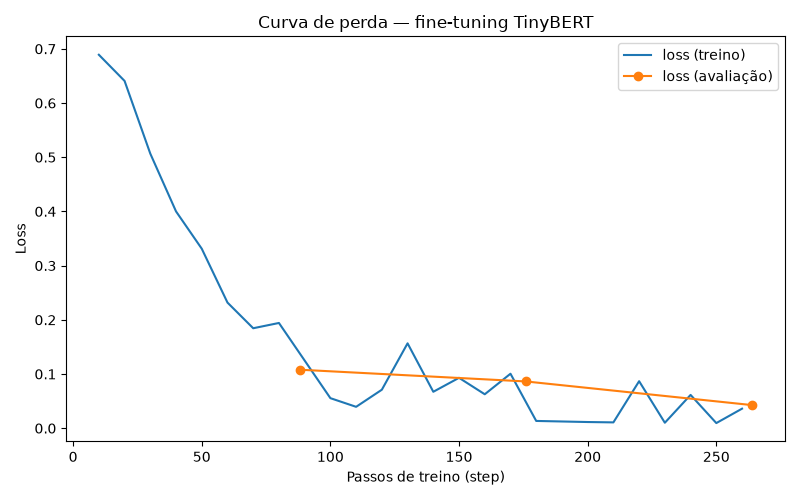 Curva de perda — fine-tuning TinyBERT
loss (treino)
loss (avaliação)
Loss
0.7
0.6
0.5
0.4
0.3
0.2
0.1
0.0
0 50 100 150 200 250
Passos de treino (step)